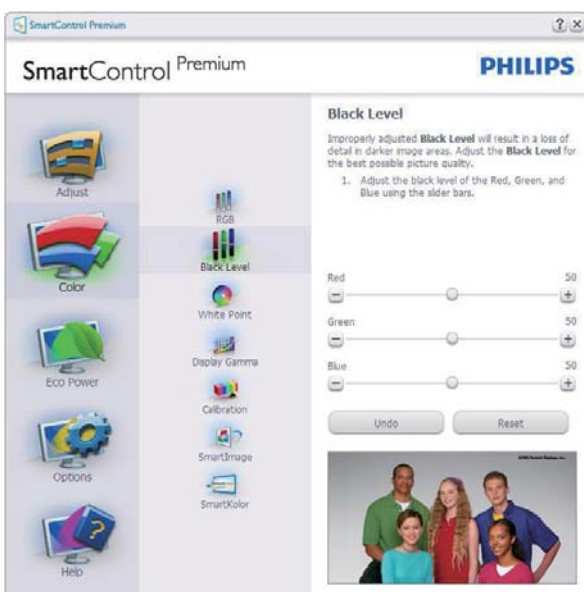 SmartControl Premium
SmartControl Premium
PHILIPS
Adjust
Color
Eco Power
Options
Help
RGB
Black Level
White Point
Display Gamma
Calibration
SmartImage
SmartKolor
Black Level
Improperly adjusted Black Level will result in a loss of
detail in darker image areas. Adjust the Black Level for
the best possible picture quality.
1. Adjust the black level of the Red, Green, and
Blue using the slider bars.
Red 50
Green 50
Blue 50
Undo Reset